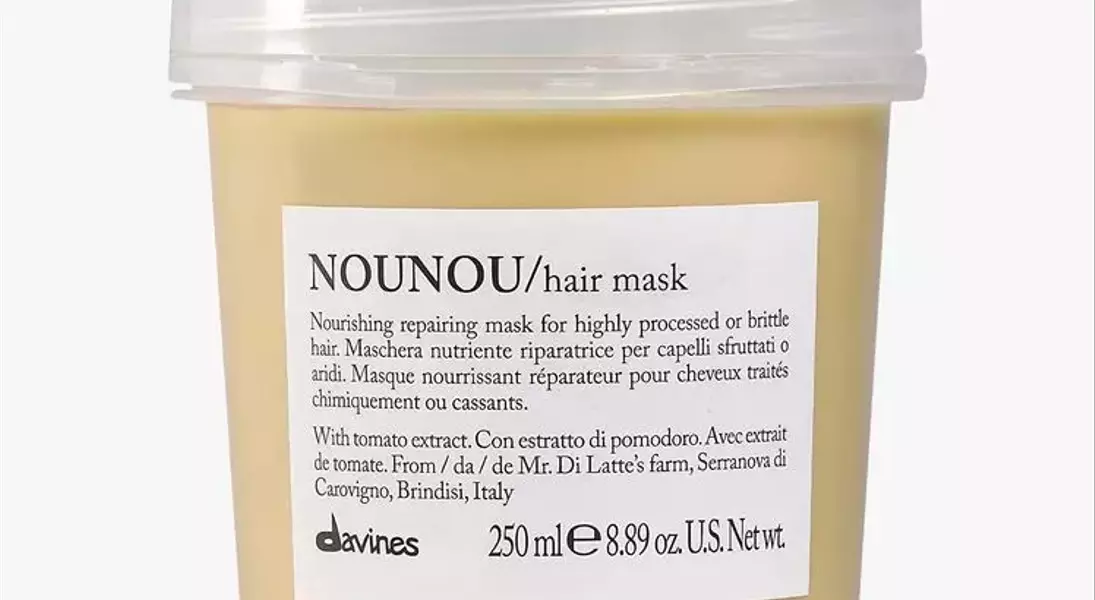 NOUNOU/hair mask
Nourishing repairing mask for highly processed or brittle
hair. Maschera nutriente riparatrice per capelli sfruttati o
aridi. Masque nourrissant réparateur pour cheveux traités
chimiquement ou cassants.
With tomato extract. Con estratto di pomodoro. Avec extrait
de tomate. From / da / de Mr. Di Latte's farm, Serranova di
Carovigno, Brindisi, Italy
davines 250 ml e 8.89 oz. U.S. Net wt.